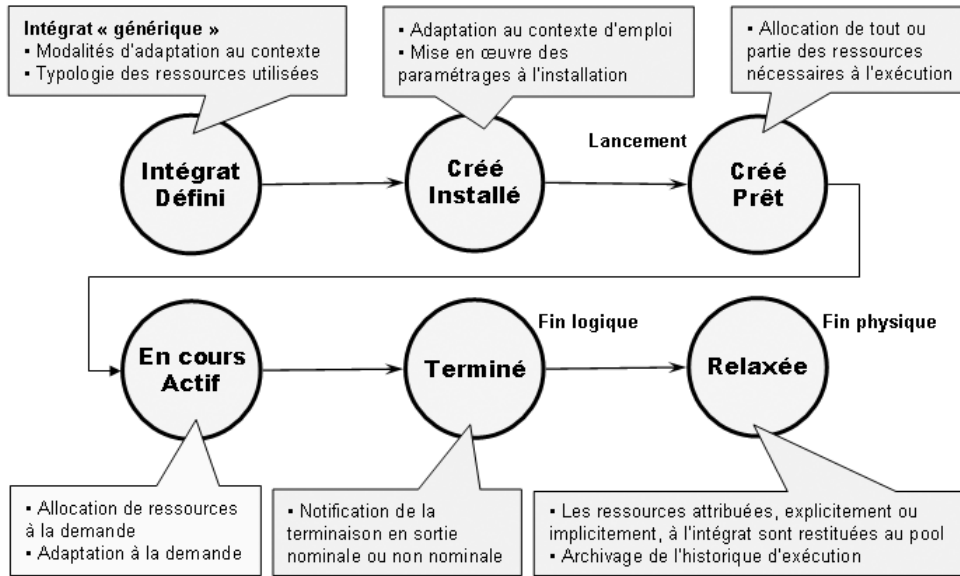 Intégrat « générique »
▪ Modalités d'adaptation au contexte
▪ Typologie des ressources utilisées
▪ Adaptation au contexte d'emploi
▪ Mise en œuvre des
paramétrages à l'installation
▪ Allocation de tout ou
partie des ressources
nécessaires à l'exécution
Intégrat
Défini
Créé
Installé
Lancement
Créé
Prêt
En cours
Actif
Terminé
Fin logique
Relaxée
Fin physique
▪ Allocation de ressources
à la demande
▪ Adaptation à la demande
▪ Notification de la
terminaison en sortie
nominale ou non nominale
▪ Les ressources attribuées, explicitement ou
implicitement, à l'intégrat sont restituées au pool
▪ Archivage de l'historique d'exécution